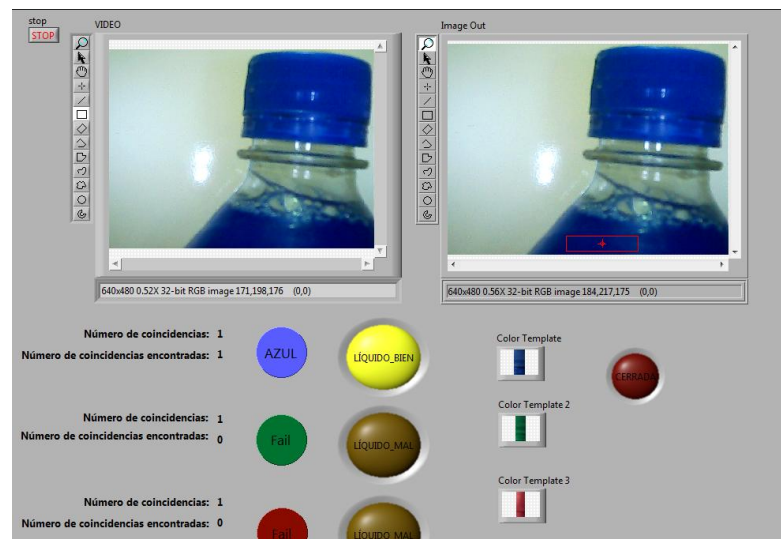 stop
STOP
VIDEO
Image Out
640x480 0.52X 32-bit RGB image 171,198,176 (0,0)
640x480 0.56X 32-bit RGB image 184,217,175 (0,0)
Número de coincidencias: 1
Número de coincidencias encontradas: 1
AZUL
LÍQUIDO_BIEN
Color Template
CERRADA
Número de coincidencias: 1
Número de coincidencias encontradas: 0
Fail
LÍQUIDO_MAL
Color Template 2
Número de coincidencias: 1
Número de coincidencias encontradas: 0
Fail
LÍQUIDO_MAL
Color Template 3